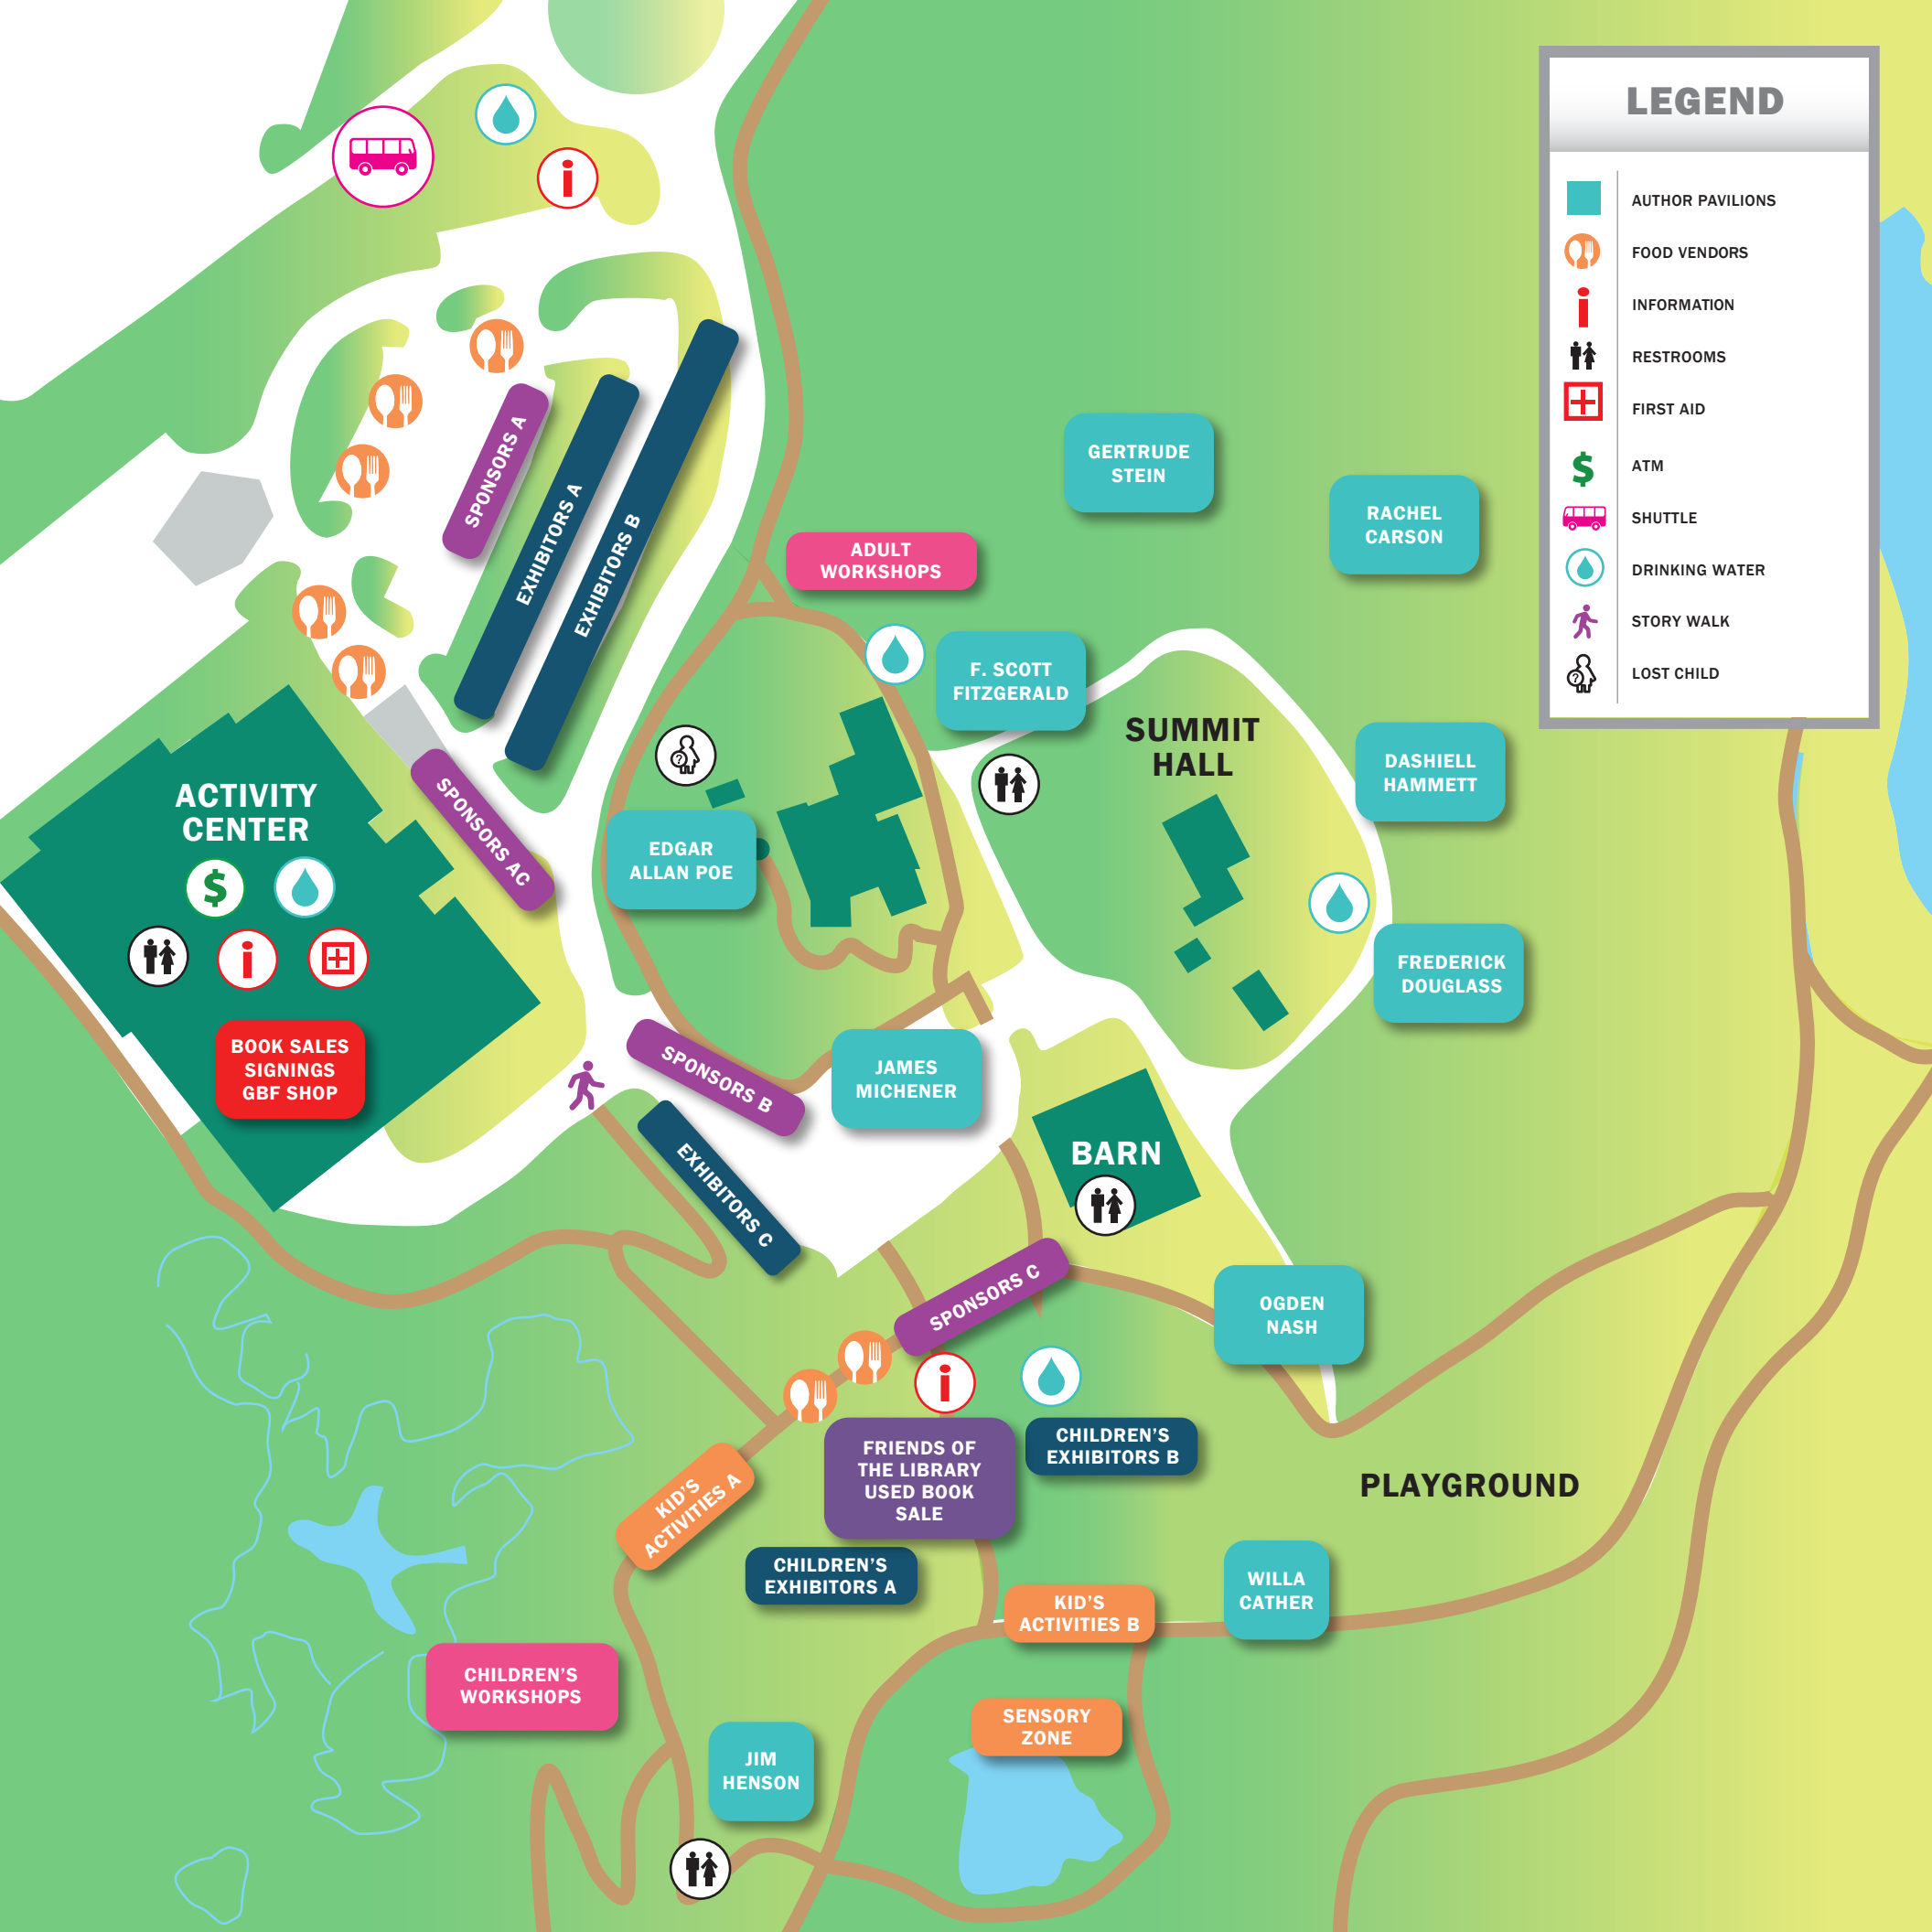 LEGEND
AUTHOR PAVILIONS
FOOD VENDORS
INFORMATION
RESTROOMS
FIRST AID
ATM
SHUTTLE
DRINKING WATER
STORY WALK
LOST CHILD
SPONSORS A
EXHIBITORS A
EXHIBITORS B
GERTRUDE
STEIN
RACHEL
CARSON
ADULT
WORKSHOPS
F. SCOTT
FITZGERALD
SUMMIT
HALL
DASHIELL
HAMMETT
ACTIVITY
CENTER
SPONSORS AC
EDGAR
ALLAN POE
FREDERICK
DOUGLASS
BOOK SALES
SIGNINGS
GBF SHOP
SPONSORS B
JAMES
MICHENER
EXHIBITORS C
BARN
SPONSORS C
OGDEN
NASH
FRIENDS OF
THE LIBRARY
USED BOOK
SALE
CHILDREN'S
EXHIBITORS B
PLAYGROUND
KID'S
ACTIVITIES A
CHILDREN'S
EXHIBITORS A
KID'S
ACTIVITIES B
WILLA
CATHER
CHILDREN'S
WORKSHOPS
SENSORY
ZONE
JIM
HENSON